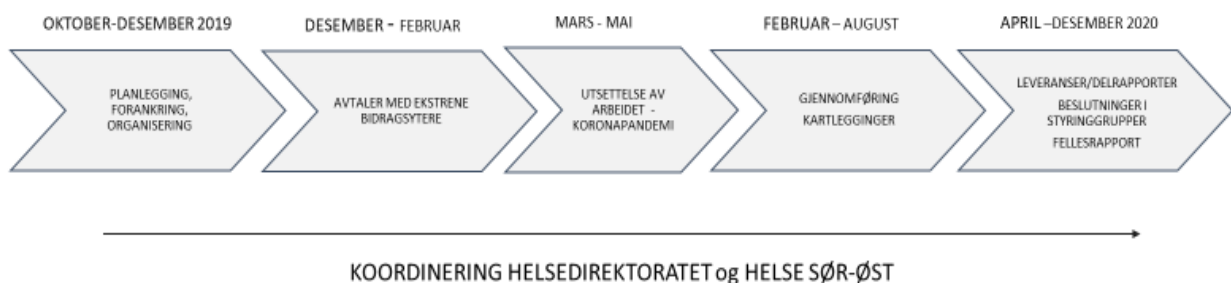 OKTOBER-DESEMBER 2019
DESEMBER - FEBRUAR
MARS - MAI
FEBRUAR – AUGUST
APRIL –DESEMBER 2020
PLANLEGGING,
FORANKRING,
ORGANISERING
AVTALER MED EKSTRENE
BIDRAGSYTERE
UTSETTELSE AV
ARBEIDET -
KORONAPANDEMI
GJENNOMFØRING
KARTLEGGINGER
LEVERANSER/DELRAPPORTER
BESLUTNINGER I
STYRINGGRUPPER
FELLESRAPPORT
KOORDINERING HELSEDIREKTORATET og HELSE SØR-ØST